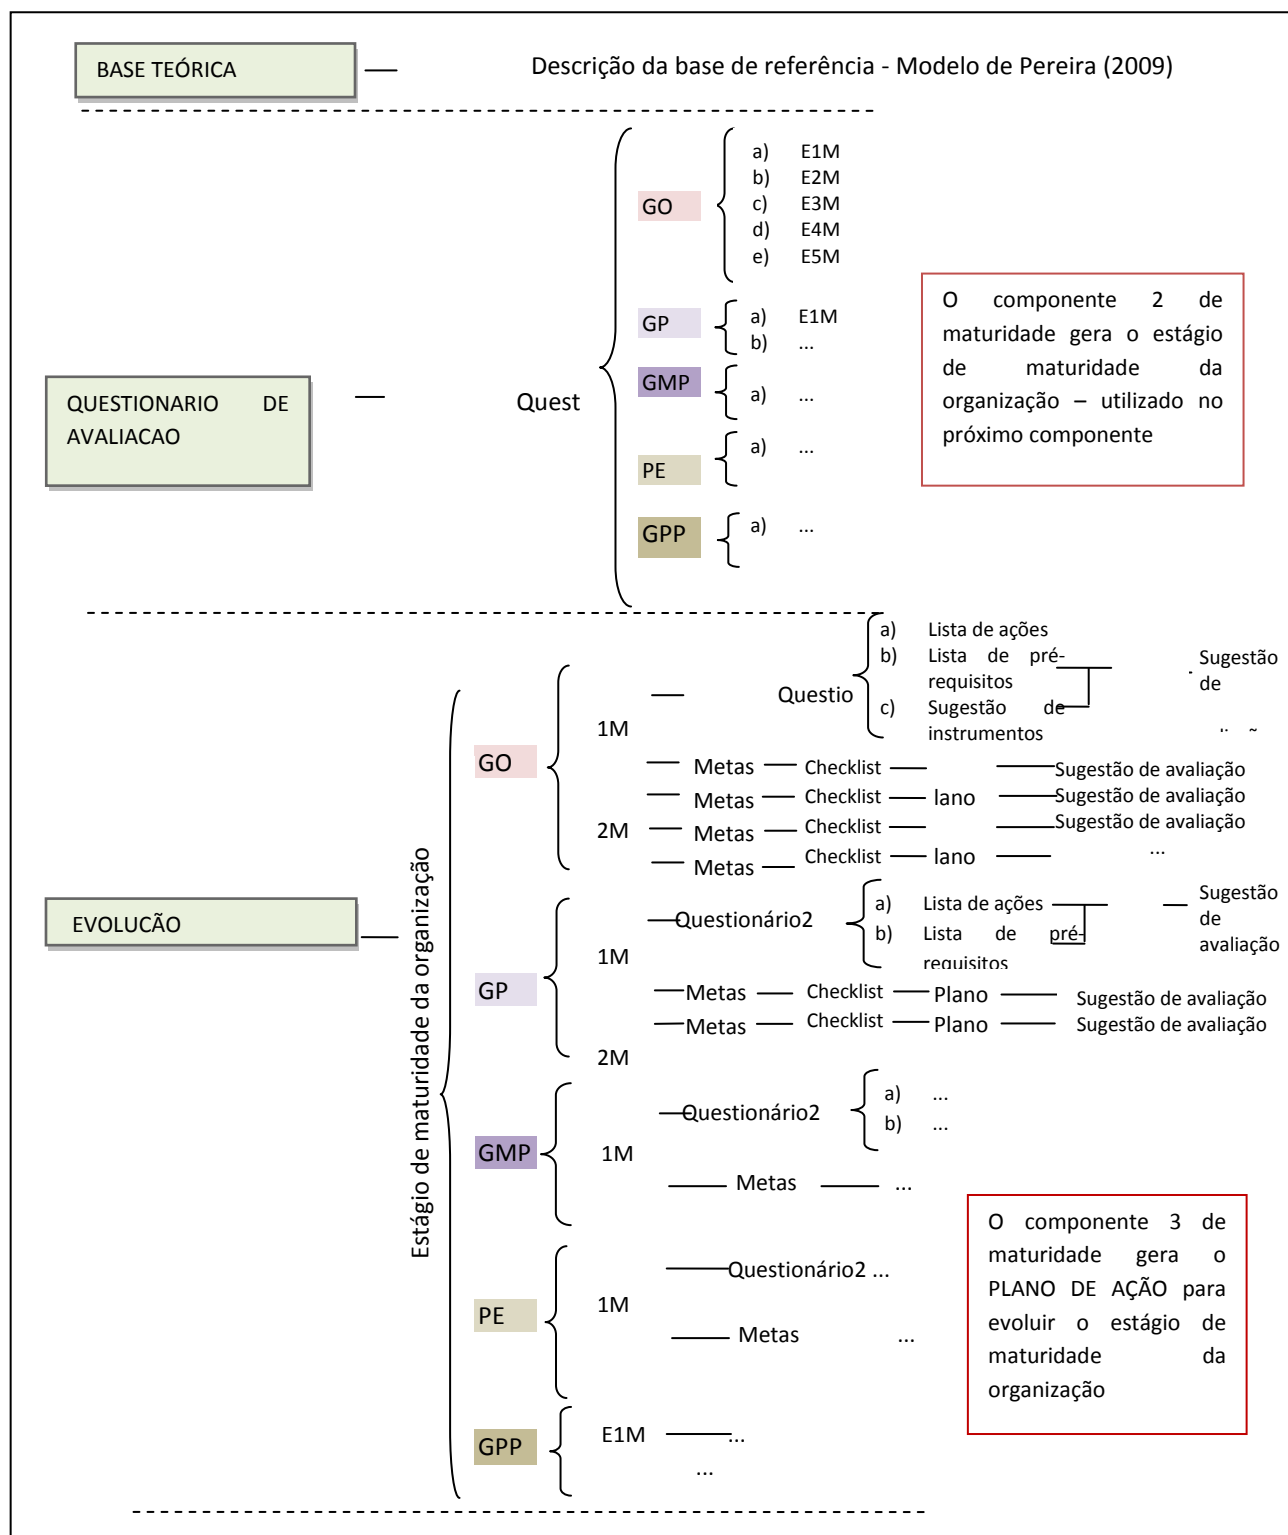 BASE TEÓRICA
Descrição da base de referência - Modelo de Pereira (2009)
a) E1M
b) E2M
GO
c) E3M
d) E4M
e) E5M
O componente 2 de
maturidade gera o estágio
de maturidade da
organização – utilizado no
próximo componente
GP
a) E1M
b) ...
GMP
a) ...
QUESTIONARIO DE
AVALIACAO
Quest
PE
a) ...
GPP
a) ...
Estágio de maturidade da organização
EVOLUCÃO
GO
1M
Questio
a) Lista de ações
b) Lista de pré-
requisitos
c) Sugestão de
instrumentos
Sugestão
de
Metas Checklist Sugestão de avaliação
Metas Checklist lano Sugestão de avaliação
2M
Metas Checklist Sugestão de avaliação
Metas Checklist lano ...
GP
1M
Questionário2
a) Lista de ações
b) Lista de pré-
requisitos
Sugestão
de
avaliação
Metas Checklist Plano Sugestão de avaliação
Metas Checklist Plano Sugestão de avaliação
2M
GMP
1M
Questionário2
a) ...
b) ...
Metas ...
PE
1M
Questionário2 ...
Metas ...
O componente 3 de
maturidade gera o
PLANO DE AÇÃO para
evoluir o estágio de
maturidade da
organização
GPP
E1M ...
...